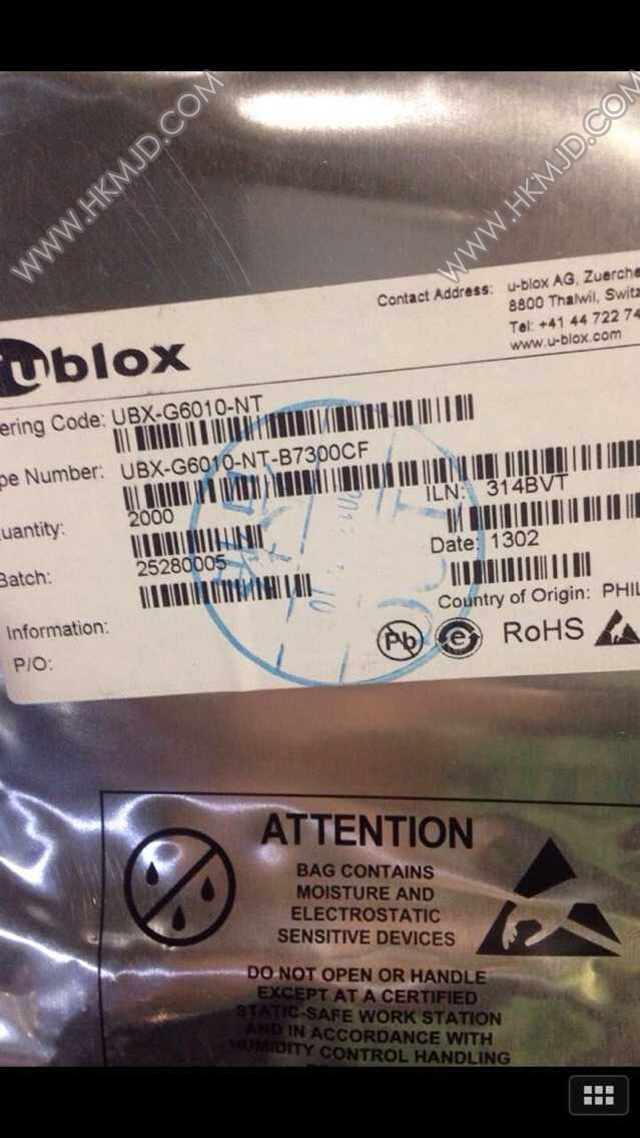 WWW.HKMJD.COM
WWW.HKMJD.COM
Contact Address: u-blox AG, Zuerche
8800 Thalwil, Switz
Tel: +41 44 722 74
www.u-blox.com
ublox
ering Code: UBX-G6010-NT
pe Number: UBX-G6010-NT-B7300CF
ILN: 314BVT
uantity: 2000
Date: 1302
Batch: 25280005
Country of Origin: PHIL
Information:
Pb e RoHS
P/O:
ATTENTION
BAG CONTAINS
MOISTURE AND
ELECTROSTATIC
SENSITIVE DEVICES
DO NOT OPEN OR HANDLE
EXCEPT AT A CERTIFIED
STATIC-SAFE WORK STATION
AND IN ACCORDANCE WITH
HUMIDITY CONTROL HANDLING